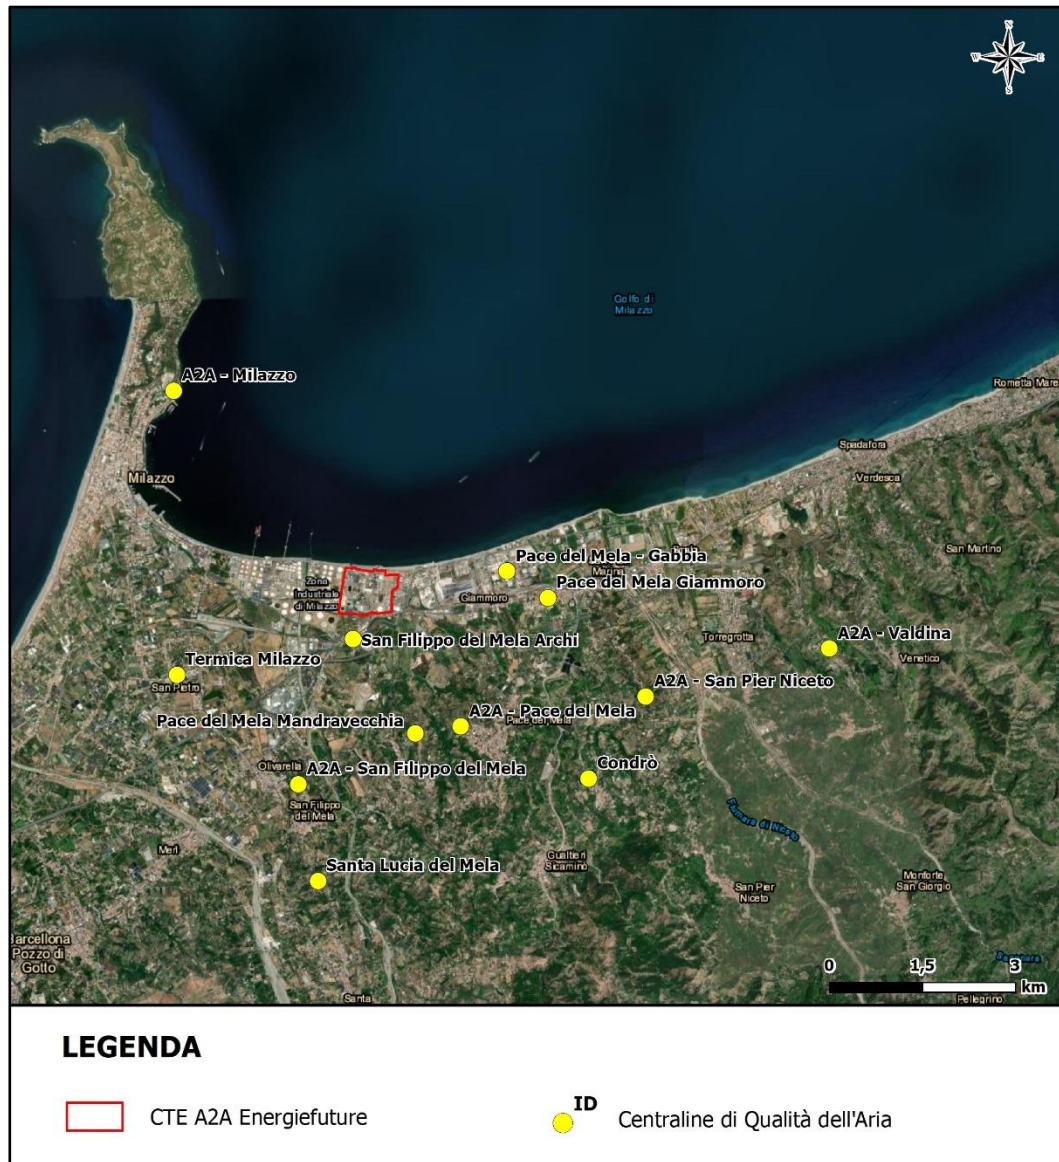 N
W
E
S
Golfo di
Milazzo
Rometta Mare
A2A - Milazzo
Spadafora
Milazzo
Verdesca
San Martino
Pace del Mela - Gabbia
Marina
Zona
Industriale
di Milazzo
Giammoro
Pace del Mela Giammoro
San Filippo del Mela Archi
Torregrotta
A2A - Valdina
Venetico
Termica Milazzo
San Pietro
A2A - San Pier Niceto
A2A - Pace del Mela
Pace del Mela
Pace del Mela Mandravecchia
Olivarella
A2A - San Filippo del Mela
Condrò
San Filippo
del Mela
Fiumara di Niceto
Merì
Gualtieri
Sicaminò
Santa Lucia del Mela
San Pier
Niceto
Monforte
San Giorgio
Barcellona
Pozzo di
Gotto
0 1,5 3
km
Santa
Pellegrino
LEGENDA
CTE A2A Energiefuture
ID
Centraline di Qualità dell'Aria